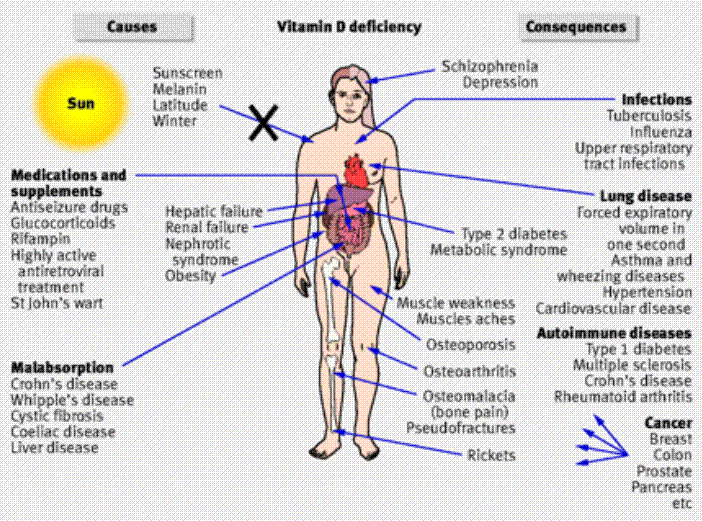 Causes
Vitamin D deficiency
Consequences
Sun
Sunscreen
Melanin
Latitude
Winter
Medications and
supplements
Antiseizure drugs
Glucocorticoids
Rifampin
Highly active
antiretroviral
treatment
St John's wart
Malabsorption
Crohn's disease
Whipple's disease
Cystic fibrosis
Coeliac disease
Liver disease
Hepatic failure
Renal failure
Nephrotic
syndrome
Obesity
Schizophrenia
Depression
Type 2 diabetes
Metabolic syndrome
Muscle weakness
Muscles aches
Osteoporosis
Osteoarthritis
Osteomalacia
(bone pain)
Pseudofractures
Rickets
Infections
Tuberculosis
Influenza
Upper respiratory
tract infections
Lung disease
Forced expiratory
volume in
one second
Asthma and
wheezing diseases
Hypertension
Cardiovascular disease
Autoimmune diseases
Type 1 diabetes
Multiple sclerosis
Crohn's disease
Rheumatoid arthritis
Cancer
Breast
Colon
Prostate
Pancreas
etc